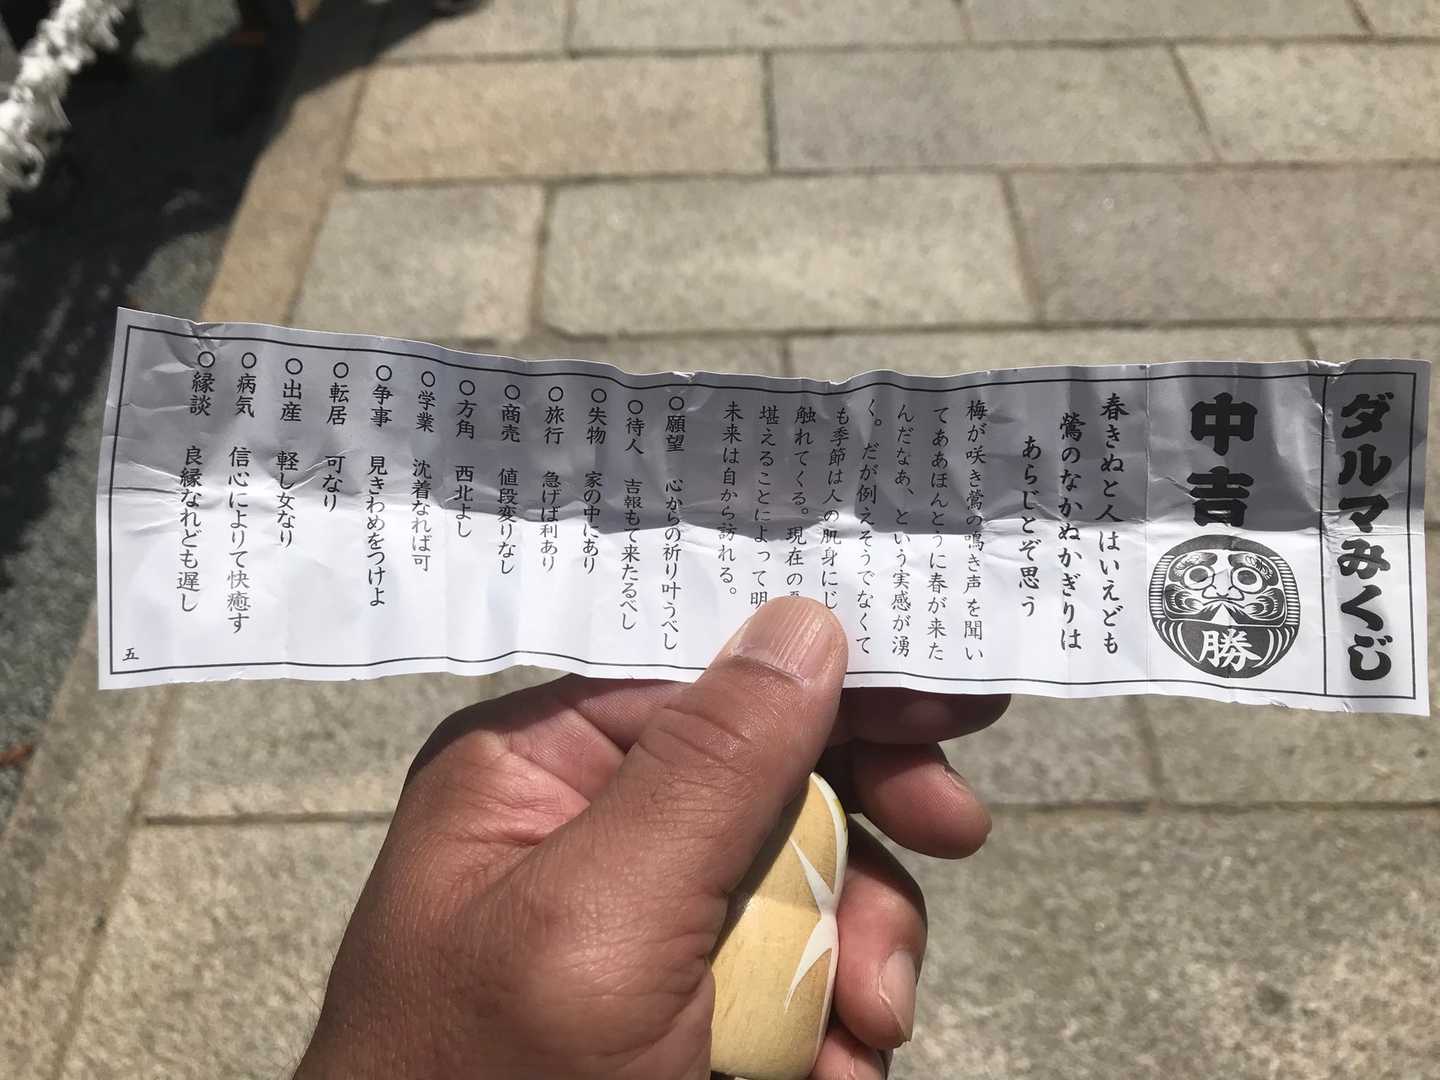 ダルマみくじ
中吉
勝
春きぬと人はいえども
鶯のなかぬかぎりは
あらじとぞ思う
梅が咲き鶯の鳴き声を聞い
てああほんとうに春が来た
んだなあ、という実感が湧
く。だが例えそうでなくて
も季節は人の肌身にじ
触れてくる。現在の
堪えることによって明
未来は自から訪れる。
○願望 心からの祈り叶うべし
○待人 吉報もて来たるべし
○失物 家の中にあり
○旅行 急げば利あり
○商売 値段変りなし
○方角 西北よし
○学業 沈着なれば可
○争事 見きわめをつけよ
○転居 可なり
○出産 軽し女なり
○病気 信心によりて快癒す
○縁談 良縁なれども遅し
五